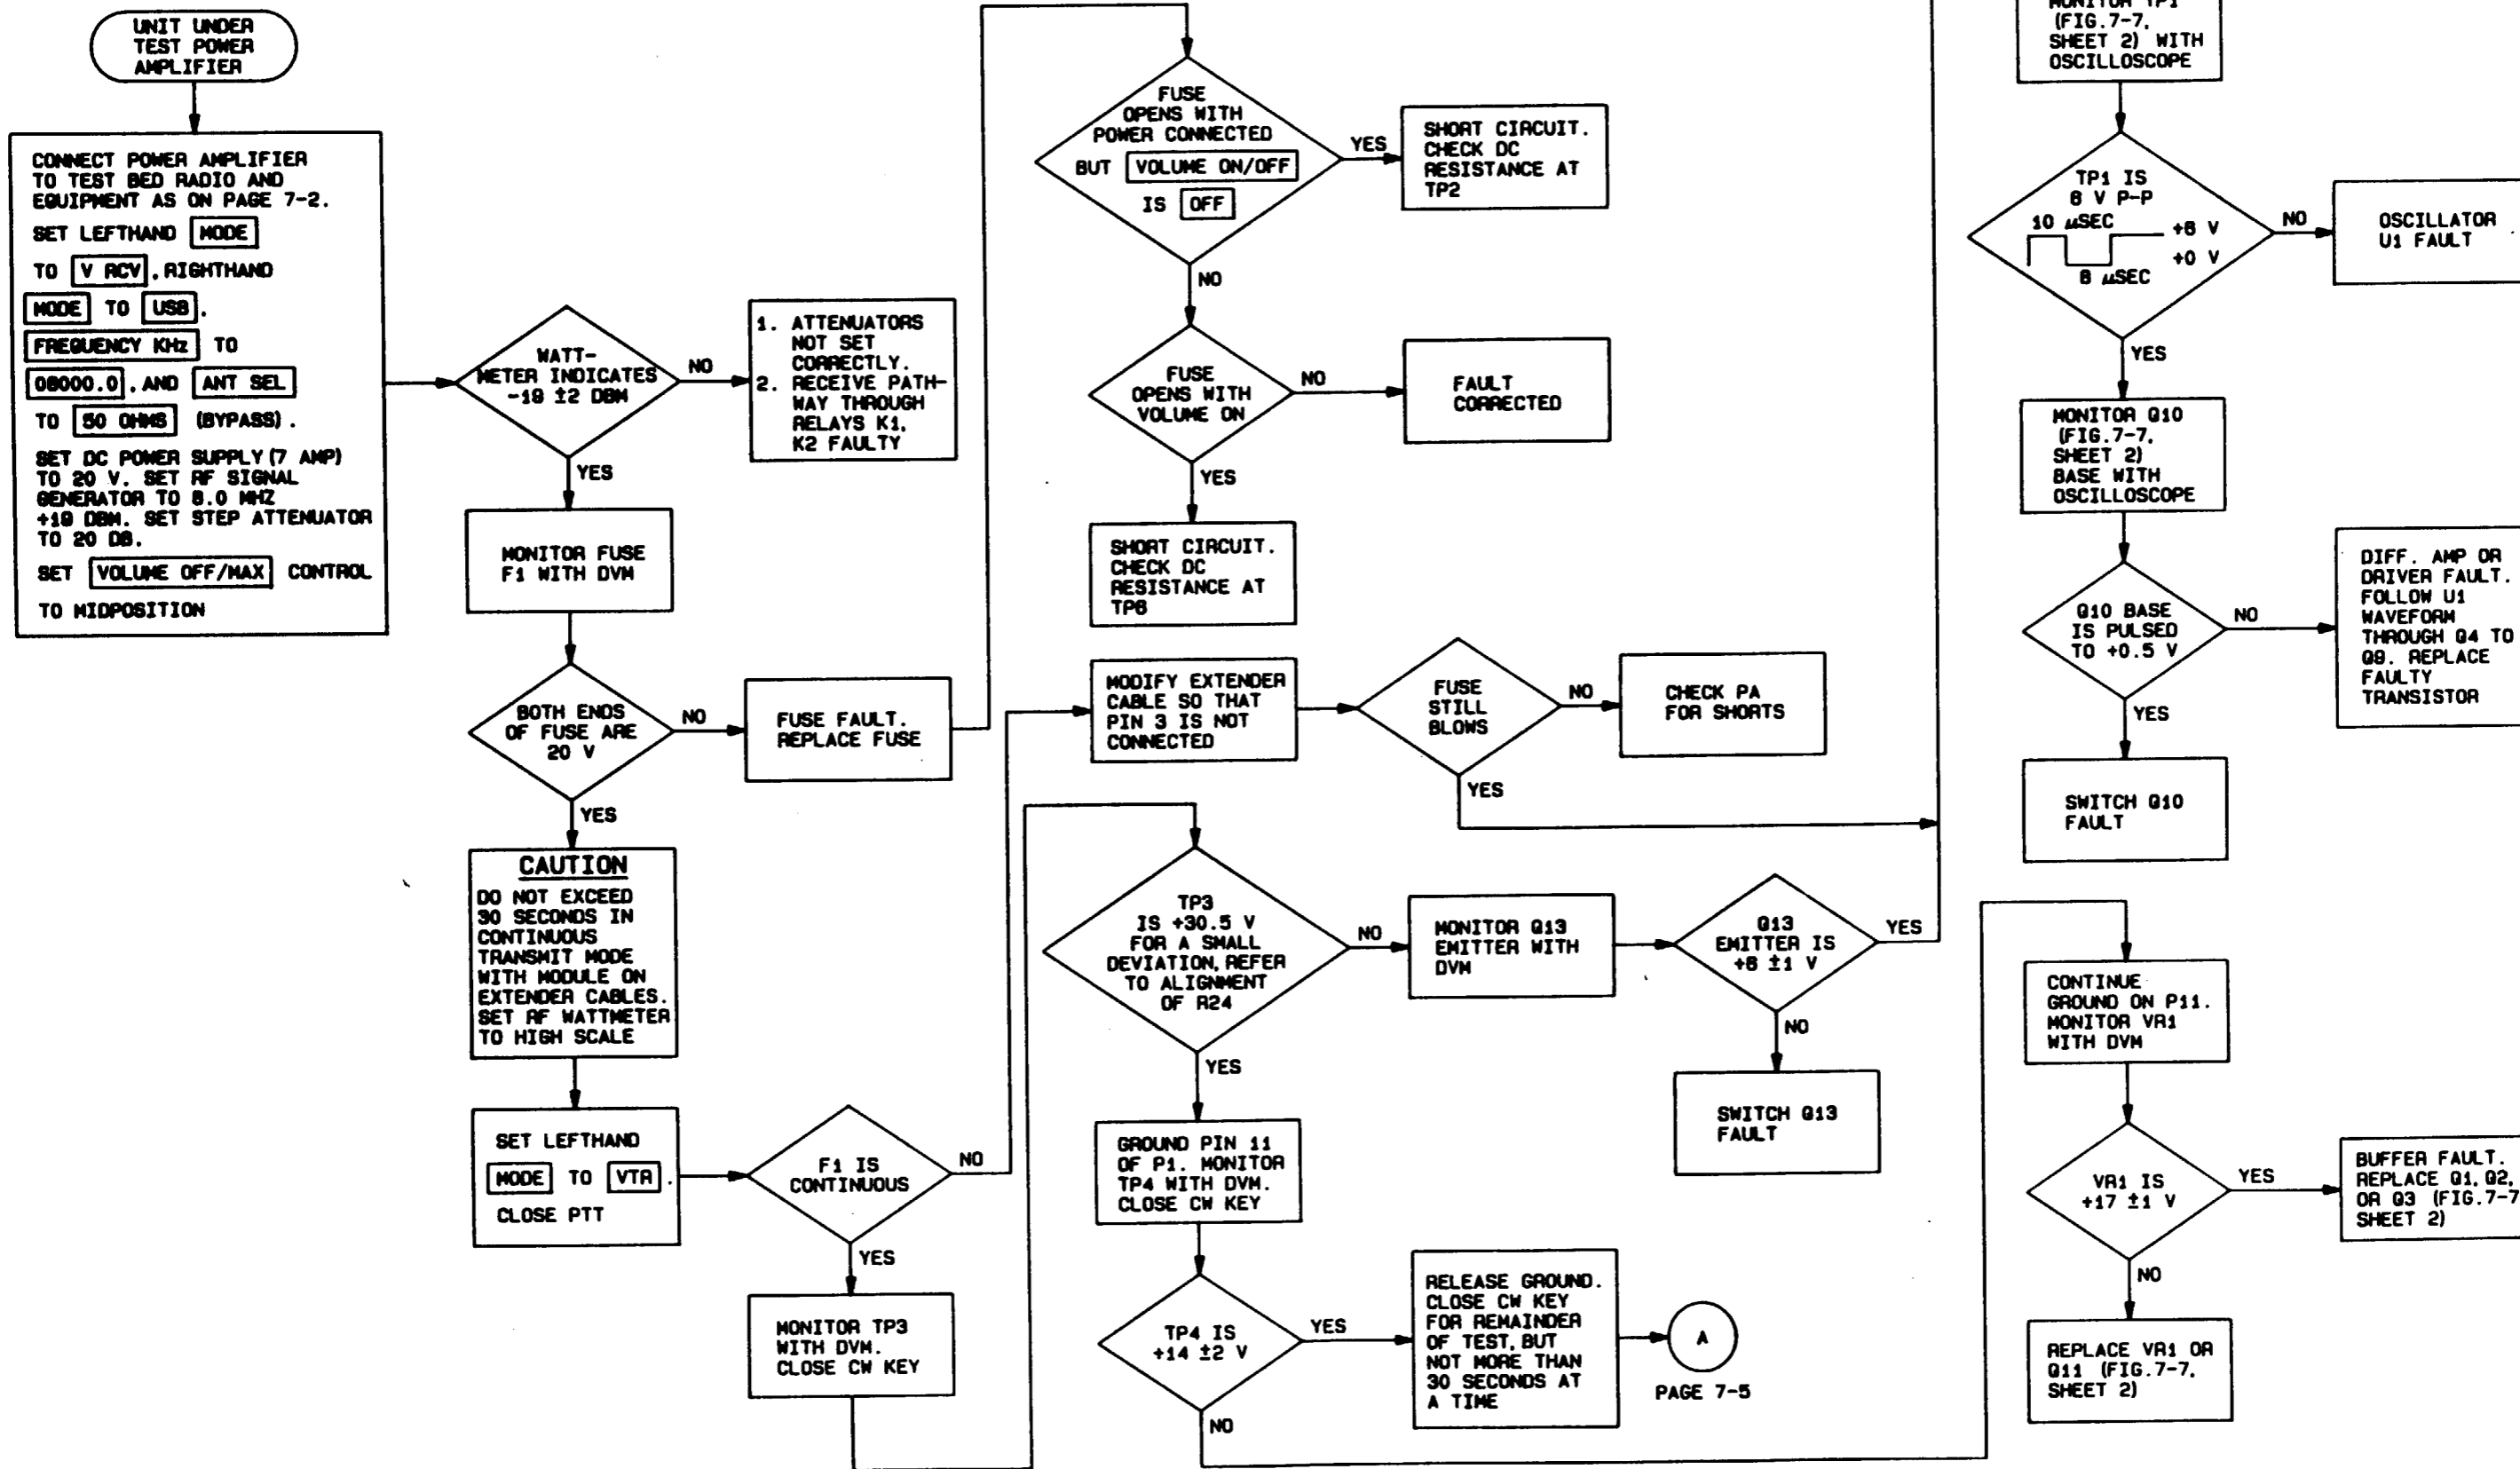 UNIT UNDER
TEST POWER
AMPLIFIER
CONNECT POWER AMPLIFIER
TO TEST BED RADIO AND
EQUIPMENT AS ON PAGE 7-2.
SET LEFTHAND MODE
TO V RCV, RIGHTHAND
MODE TO USB.
FREQUENCY KHz TO
08000.0, AND ANT SEL
TO 50 OHMS (BYPASS).
SET DC POWER SUPPLY (7 AMP)
TO 20 V. SET RF SIGNAL
GENERATOR TO 8.0 MHZ
+19 DBM. SET STEP ATTENUATOR
TO 20 DB.
SET VOLUME OFF/MAX CONTROL
TO MIDPOSITION
WATT-
METER INDICATES
-19 ±2 DBM
NO
YES
1. ATTENUATORS
NOT SET
CORRECTLY.
2. RECEIVE PATH-
WAY THROUGH
RELAYS K1,
K2 FAULTY
MONITOR FUSE
F1 WITH DVM
BOTH ENDS
OF FUSE ARE
20 V
NO
YES
FUSE FAULT.
REPLACE FUSE
CAUTION
DO NOT EXCEED
30 SECONDS IN
CONTINUOUS
TRANSMIT MODE
WITH MODULE ON
EXTENDER CABLES.
SET RF WATTMETER
TO HIGH SCALE
SET LEFTHAND
MODE TO VTR.
CLOSE PTT
F1 IS
CONTINUOUS
NO
YES
MONITOR TP3
WITH DVM.
CLOSE CW KEY
FUSE
OPENS WITH
POWER CONNECTED
BUT VOLUME ON/OFF
IS OFF
YES
NO
SHORT CIRCUIT.
CHECK DC
RESISTANCE AT
TP2
FUSE
OPENS WITH
VOLUME ON
NO
YES
FAULT
CORRECTED
SHORT CIRCUIT.
CHECK DC
RESISTANCE AT
TP6
MODIFY EXTENDER
CABLE SO THAT
PIN 3 IS NOT
CONNECTED
FUSE
STILL
BLOWS
NO
YES
CHECK PA
FOR SHORTS
TP3
IS +30.5 V
FOR A SMALL
DEVIATION, REFER
TO ALIGNMENT
OF R24
NO
YES
MONITOR Q13
EMITTER WITH
DVM
Q13
EMITTER IS
+6 ±1 V
YES
NO
SWITCH Q13
FAULT
GROUND PIN 11
OF P1. MONITOR
TP4 WITH DVM.
CLOSE CW KEY
TP4 IS
+14 ±2 V
YES
NO
RELEASE GROUND.
CLOSE CW KEY
FOR REMAINDER
OF TEST, BUT
NOT MORE THAN
30 SECONDS AT
A TIME
A
PAGE 7-5
MONITOR TP1
(FIG.7-7,
SHEET 2) WITH
OSCILLOSCOPE
TP1 IS
6 V P-P
10 µSEC
+6 V
+0 V
8 µSEC
NO
YES
OSCILLATOR
U1 FAULT
MONITOR Q10
(FIG.7-7,
SHEET 2)
BASE WITH
OSCILLOSCOPE
Q10 BASE
IS PULSED
TO +0.5 V
NO
YES
DIFF. AMP OR
DRIVER FAULT.
FOLLOW U1
WAVEFORM
THROUGH Q4 TO
Q9. REPLACE
FAULTY
TRANSISTOR
SWITCH Q10
FAULT
CONTINUE
GROUND ON P11.
MONITOR VR1
WITH DVM
VR1 IS
+17 ±1 V
YES
NO
BUFFER FAULT.
REPLACE Q1, Q2,
OR Q3 (FIG.7-7
SHEET 2)
REPLACE VR1 OR
Q11 (FIG.7-7,
SHEET 2)